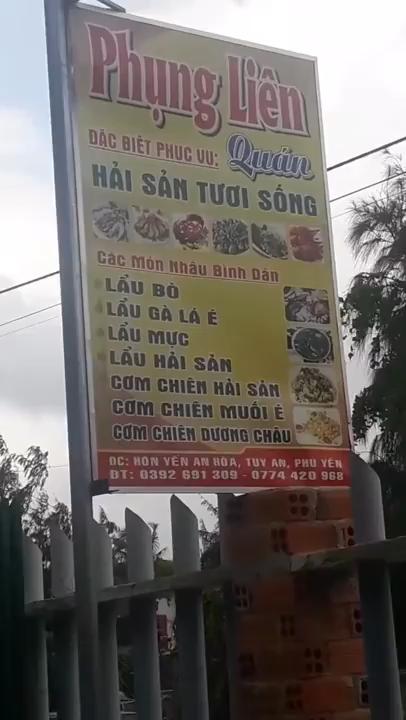 Phụng Liên
ĐẶC BIỆT PHỤC VỤ: Quán
HẢI SẢN TƯƠI SỐNG
Các Món Nhậu Bình Dân
LẨU BÒ
LẨU GÀ LÁ É
LẨU MỰC
LẨU HẢI SẢN
CƠM CHIÊN HẢI SẢN
CƠM CHIÊN MUỐI É
CƠM CHIÊN DƯƠNG CHÂU
ĐC: HÒN YẾN AN HÒA, TUY AN, PHÚ YÊN
ĐT: 0392 691 309 - 0774 420 968